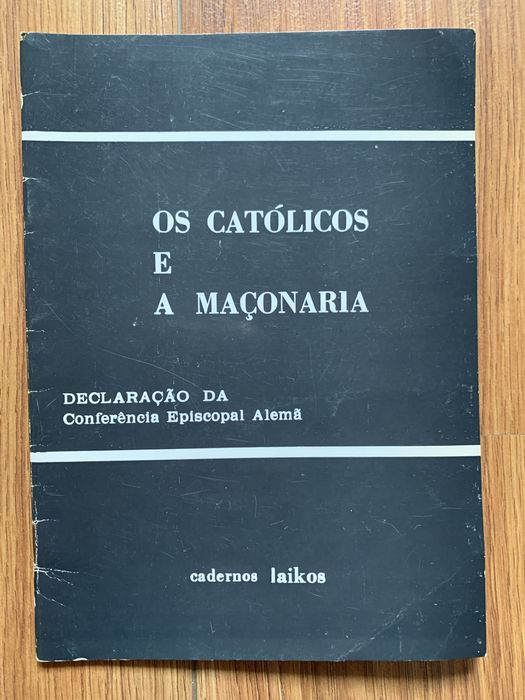 OS CATÓLICOS
E
A MAÇONARIA
DECLARAÇÃO DA
Conferência Episcopal Alemã
cadernos laikos